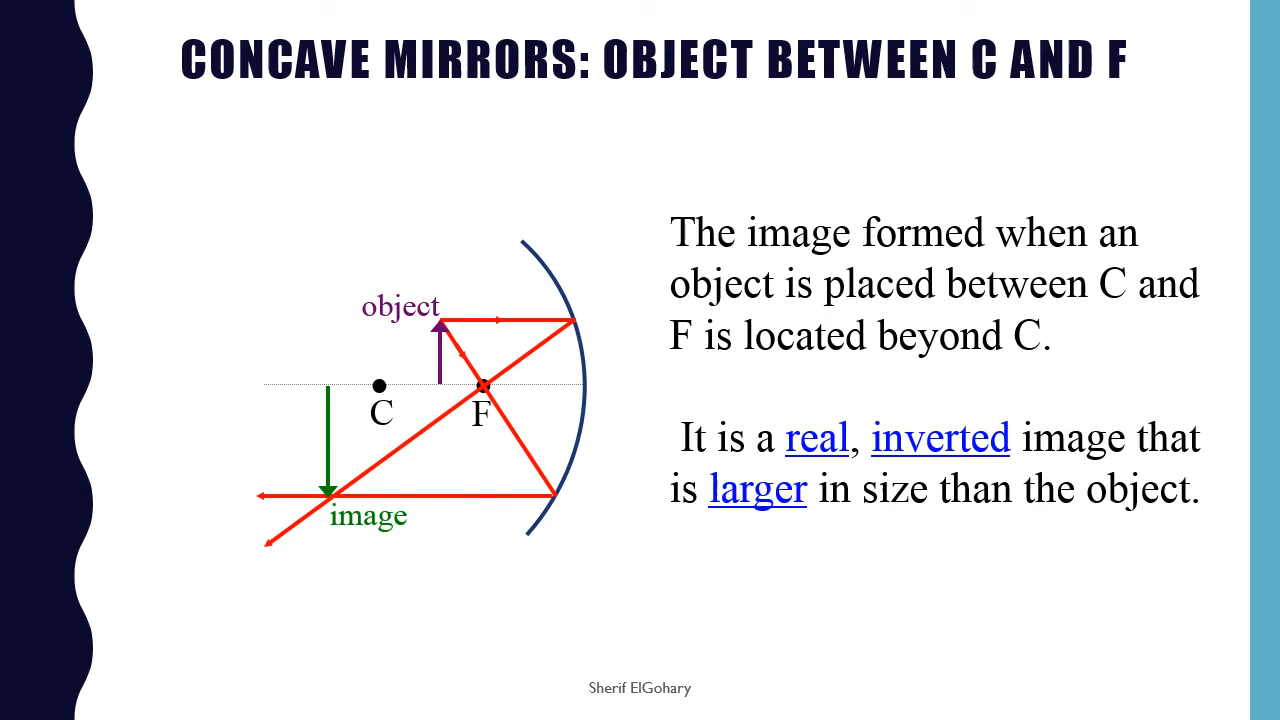 CONCAVE MIRRORS: OBJECT BETWEEN C AND F
The image formed when an
object is placed between C and
F is located beyond C.
It is a real, inverted image that
is larger in size than the object.
object
C
F
image
Sherif ElGohary